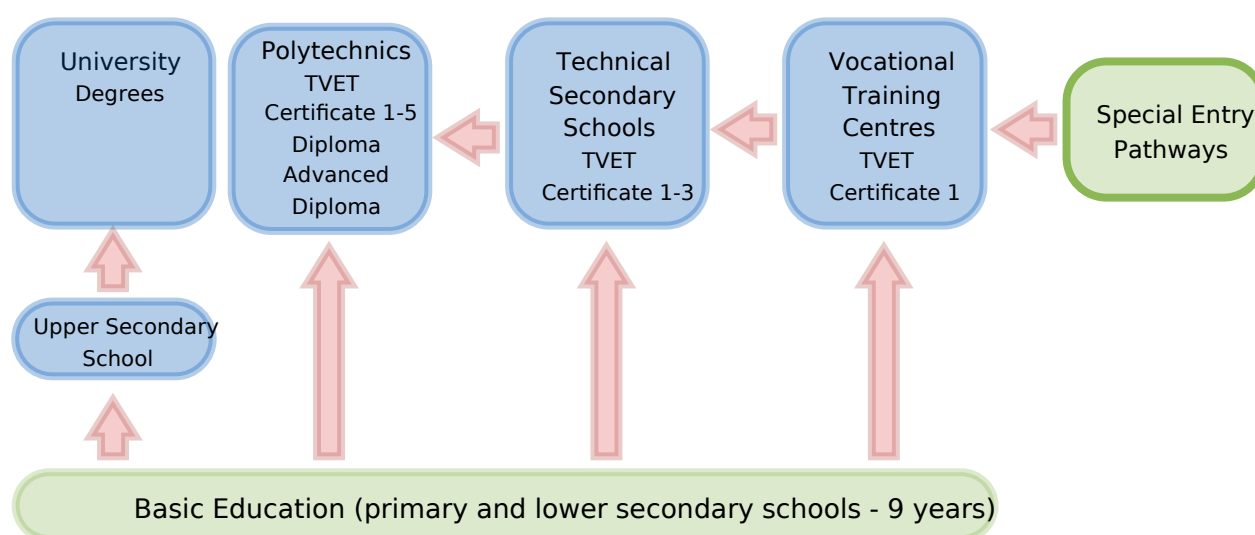 University
Degrees
Polytechnics
TVET
Certificate 1-5
Diploma
Advanced
Diploma
Technical
Secondary
Schools
TVET
Certificate 1-3
Vocational
Training
Centres
TVET
Certificate 1
Special Entry
Pathways
Upper Secondary
School
Basic Education (primary and lower secondary schools - 9 years)